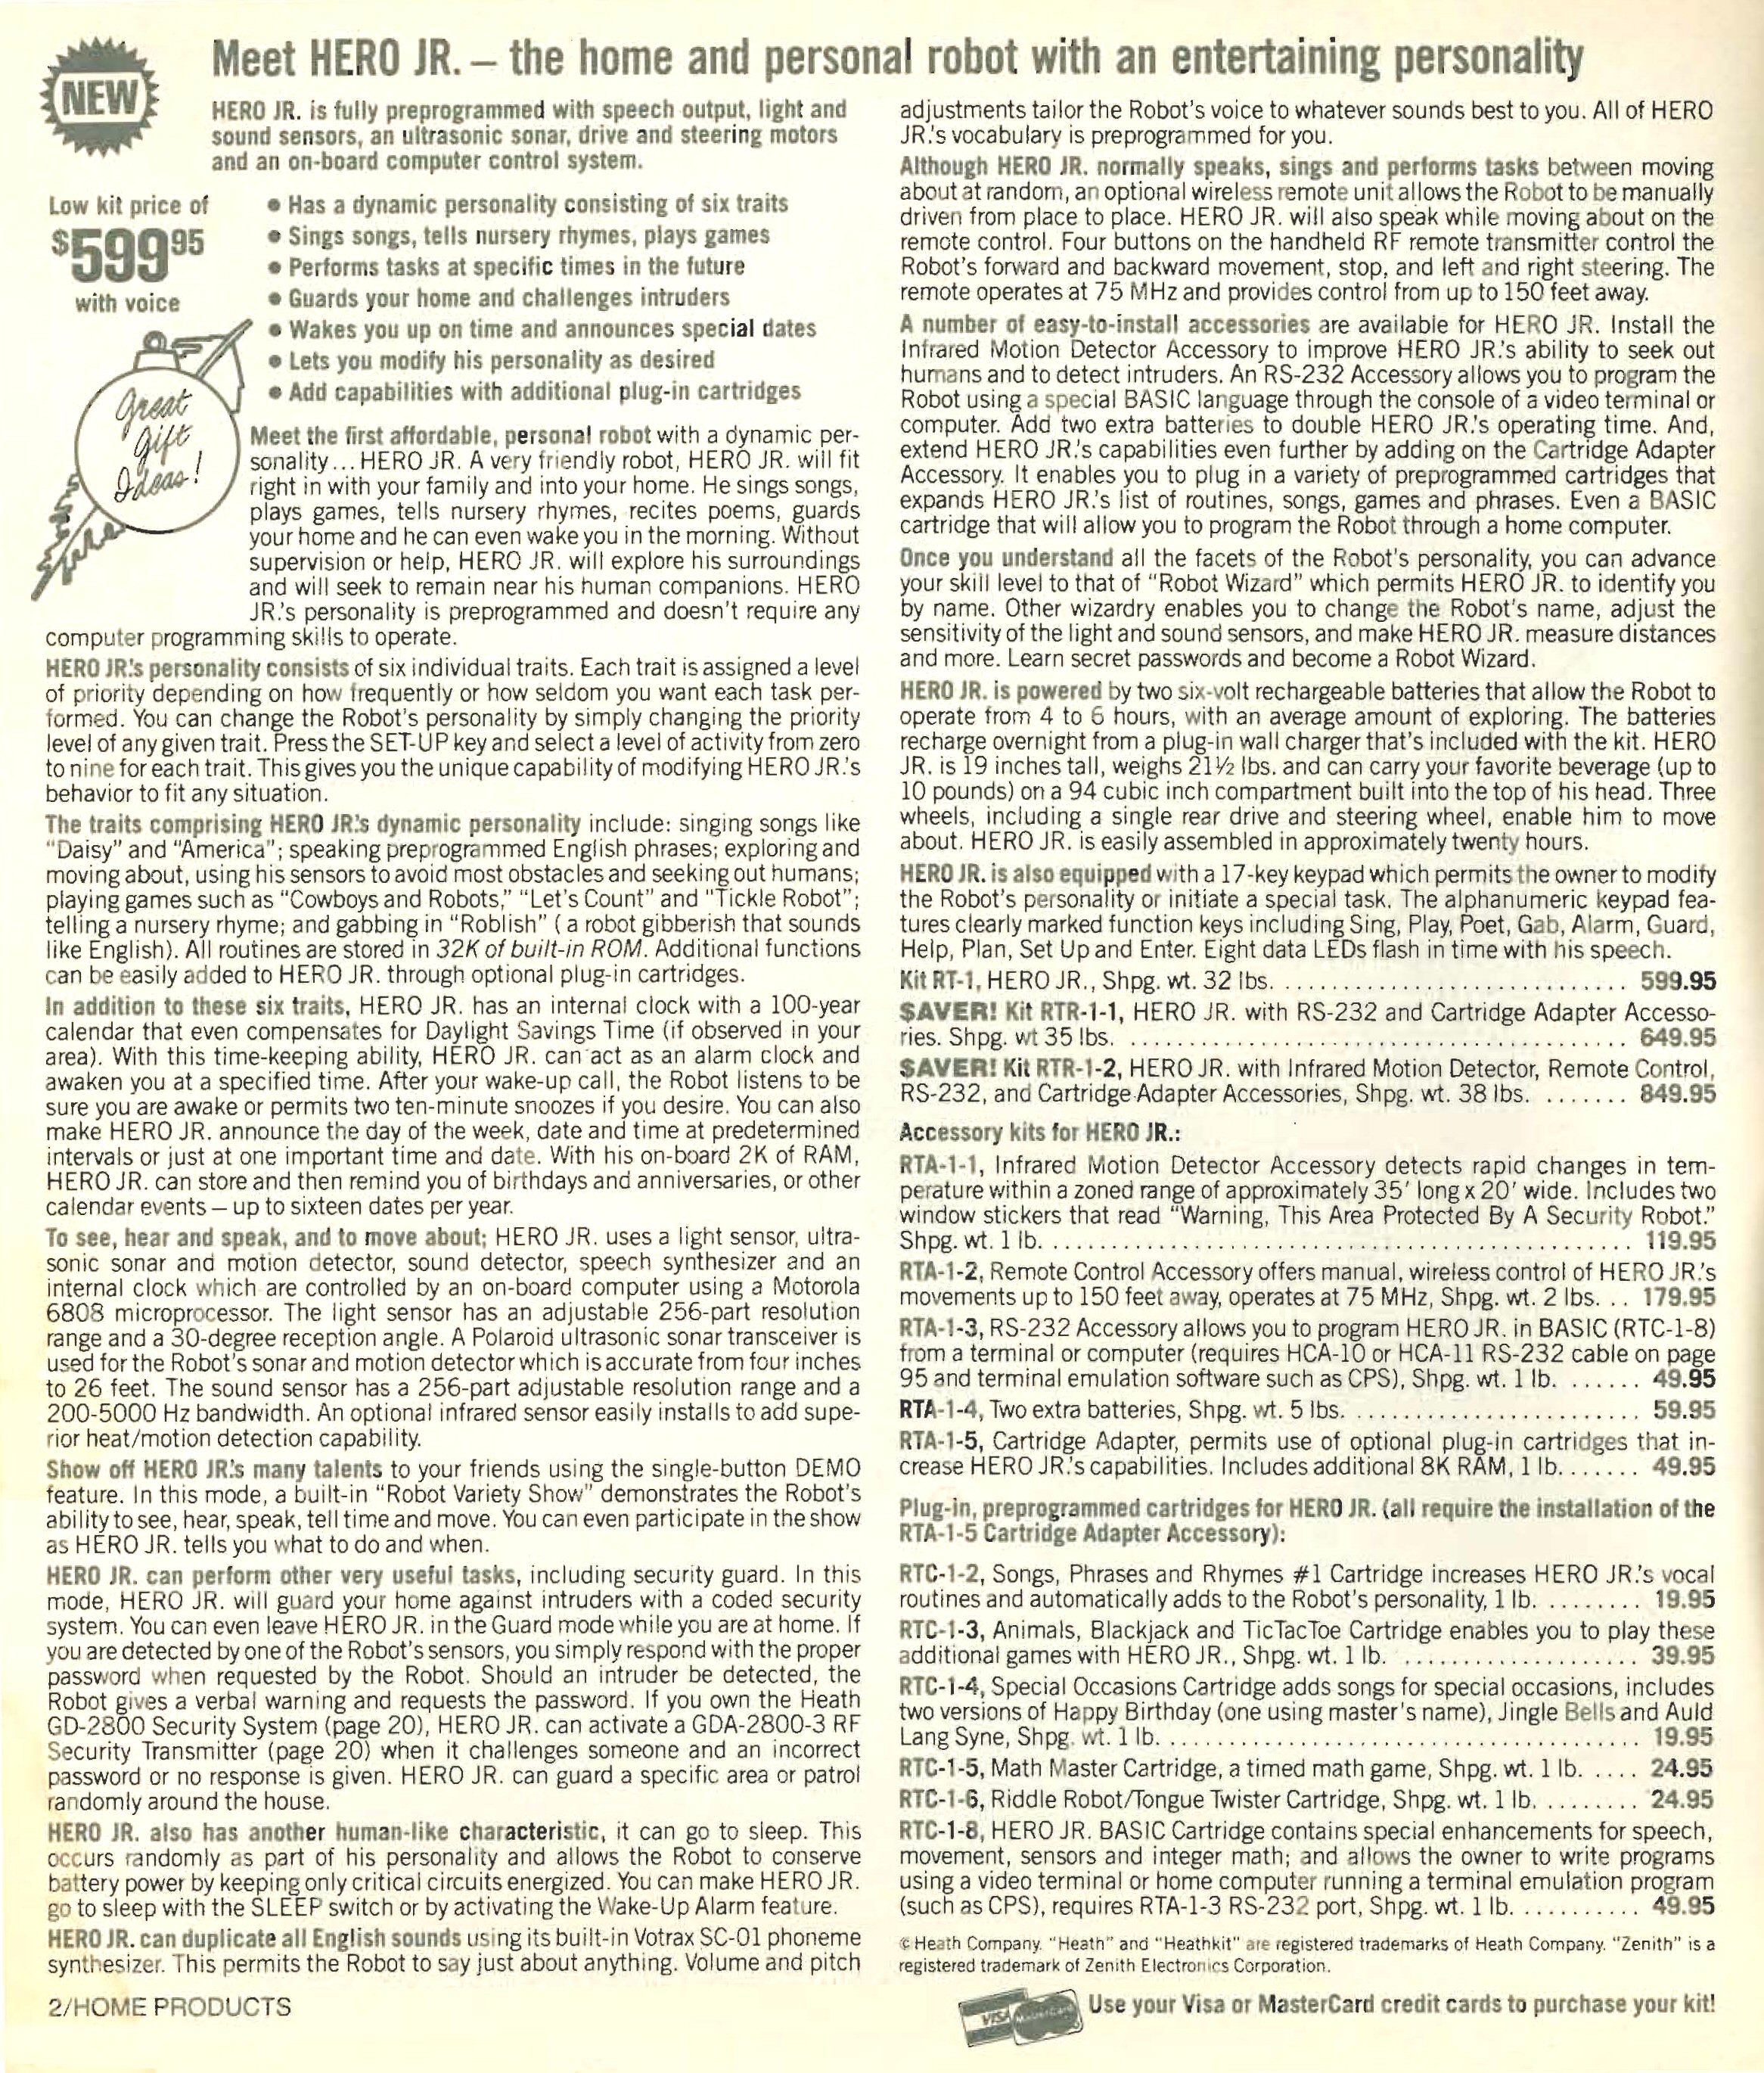 Meet HERO JR. – the home and personal robot with an entertaining personality
NEW
HERO JR. is fully preprogrammed with speech output, light and
sound sensors, an ultrasonic sonar, drive and steering motors
and an on-board computer control system.
Low kit price of
$599 95
with voice
• Has a dynamic personality consisting of six traits
• Sings songs, tells nursery rhymes, plays games
• Performs tasks at specific times in the future
• Guards your home and challenges intruders
• Wakes you up on time and announces special dates
• Lets you modify his personality as desired
• Add capabilities with additional plug-in cartridges
Great
Gift
Ideas!
Meet the first affordable, personal robot with a dynamic per-
sonality... HERO JR. A very friendly robot, HERO JR. will fit
right in with your family and into your home. He sings songs,
plays games, tells nursery rhymes, recites poems, guards
your home and he can even wake you in the morning. Without
supervision or help, HERO JR. will explore his surroundings
and will seek to remain near his human companions. HERO
JR.'s personality is preprogrammed and doesn't require any
computer programming skills to operate.
HERO JR.'s personality consists of six individual traits. Each trait is assigned a level
of priority depending on how frequently or how seldom you want each task per-
formed. You can change the Robot's personality by simply changing the priority
level of any given trait. Press the SET-UP key and select a level of activity from zero
to nine for each trait. This gives you the unique capability of modifying HERO JR.'s
behavior to fit any situation.
The traits comprising HERO JR.'s dynamic personality include: singing songs like
"Daisy" and "America"; speaking preprogrammed English phrases; exploring and
moving about, using his sensors to avoid most obstacles and seeking out humans;
playing games such as "Cowboys and Robots," "Let's Count" and "Tickle Robot";
telling a nursery rhyme; and gabbing in "Roblish" ( a robot gibberish that sounds
like English). All routines are stored in 32K of built-in ROM. Additional functions
can be easily added to HERO JR. through optional plug-in cartridges.
In addition to these six traits, HERO JR. has an internal clock with a 100-year
calendar that even compensates for Daylight Savings Time (if observed in your
area). With this time-keeping ability, HERO JR. can act as an alarm clock and
awaken you at a specified time. After your wake-up call, the Robot listens to be
sure you are awake or permits two ten-minute snoozes if you desire. You can also
make HERO JR. announce the day of the week, date and time at predetermined
intervals or just at one important time and date. With his on-board 2K of RAM,
HERO JR. can store and then remind you of birthdays and anniversaries, or other
calendar events – up to sixteen dates per year.
To see, hear and speak, and to move about; HERO JR. uses a light sensor, ultra-
sonic sonar and motion detector, sound detector, speech synthesizer and an
internal clock which are controlled by an on-board computer using a Motorola
6808 microprocessor. The light sensor has an adjustable 256-part resolution
range and a 30-degree reception angle. A Polaroid ultrasonic sonar transceiver is
used for the Robot's sonar and motion detector which is accurate from four inches
to 26 feet. The sound sensor has a 256-part adjustable resolution range and a
200-5000 Hz bandwidth. An optional infrared sensor easily installs to add supe-
rior heat/motion detection capability.
Show off HERO JR.'s many talents to your friends using the single-button DEMO
feature. In this mode, a built-in "Robot Variety Show" demonstrates the Robot's
ability to see, hear, speak, tell time and move. You can even participate in the show
as HERO JR. tells you what to do and when.
HERO JR. can perform other very useful tasks, including security guard. In this
mode, HERO JR. will guard your home against intruders with a coded security
system. You can even leave HERO JR. in the Guard mode while you are at home. If
you are detected by one of the Robot's sensors, you simply respond with the proper
password when requested by the Robot. Should an intruder be detected, the
Robot gives a verbal warning and requests the password. If you own the Heath
GD-2800 Security System (page 20), HERO JR. can activate a GDA-2800-3 RF
Security Transmitter (page 20) when it challenges someone and an incorrect
password or no response is given. HERO JR. can guard a specific area or patrol
randomly around the house.
HERO JR. also has another human-like characteristic, it can go to sleep. This
occurs randomly as part of his personality and allows the Robot to conserve
battery power by keeping only critical circuits energized. You can make HERO JR.
go to sleep with the SLEEP switch or by activating the Wake-Up Alarm feature.
HERO JR. can duplicate all English sounds using its built-in Votrax SC-01 phoneme
synthesizer. This permits the Robot to say just about anything. Volume and pitch
adjustments tailor the Robot's voice to whatever sounds best to you. All of HERO
JR.'s vocabulary is preprogrammed for you.
Although HERO JR. normally speaks, sings and performs tasks between moving
about at random, an optional wireless remote unit allows the Robot to be manually
driven from place to place. HERO JR. will also speak while moving about on the
remote control. Four buttons on the handheld RF remote transmitter control the
Robot's forward and backward movement, stop, and left and right steering. The
remote operates at 75 MHz and provides control from up to 150 feet away.
A number of easy-to-install accessories are available for HERO JR. Install the
Infrared Motion Detector Accessory to improve HERO JR.'s ability to seek out
humans and to detect intruders. An RS-232 Accessory allows you to program the
Robot using a special BASIC language through the console of a video terminal or
computer. Add two extra batteries to double HERO JR.'s operating time. And,
extend HERO JR.'s capabilities even further by adding on the Cartridge Adapter
Accessory. It enables you to plug in a variety of preprogrammed cartridges that
expands HERO JR.'s list of routines, songs, games and phrases. Even a BASIC
cartridge that will allow you to program the Robot through a home computer.
Once you understand all the facets of the Robot's personality, you can advance
your skill level to that of "Robot Wizard" which permits HERO JR. to identify you
by name. Other wizardry enables you to change the Robot's name, adjust the
sensitivity of the light and sound sensors, and make HERO JR. measure distances
and more. Learn secret passwords and become a Robot Wizard.
HERO JR. is powered by two six-volt rechargeable batteries that allow the Robot to
operate from 4 to 6 hours, with an average amount of exploring. The batteries
recharge overnight from a plug-in wall charger that's included with the kit. HERO
JR. is 19 inches tall, weighs 21½ lbs. and can carry your favorite beverage (up to
10 pounds) on a 94 cubic inch compartment built into the top of his head. Three
wheels, including a single rear drive and steering wheel, enable him to move
about. HERO JR. is easily assembled in approximately twenty hours.
HERO JR. is also equipped with a 17-key keypad which permits the owner to modify
the Robot's personality or initiate a special task. The alphanumeric keypad fea-
tures clearly marked function keys including Sing, Play, Poet, Gab, Alarm, Guard,
Help, Plan, Set Up and Enter. Eight data LEDs flash in time with his speech.
Kit RT-1, HERO JR., Shpg. wt. 32 lbs. .............................. 599.95
$AVER! Kit RTR-1-1, HERO JR. with RS-232 and Cartridge Adapter Accesso-
ries. Shpg. wt 35 lbs. ........................................... 649.95
$AVER! Kit RTR-1-2, HERO JR. with Infrared Motion Detector, Remote Control,
RS-232, and Cartridge Adapter Accessories, Shpg. wt. 38 lbs. ....... 849.95
Accessory kits for HERO JR.:
RTA-1-1, Infrared Motion Detector Accessory detects rapid changes in tem-
perature within a zoned range of approximately 35' long x 20' wide. Includes two
window stickers that read "Warning, This Area Protected By A Security Robot."
Shpg. wt. 1 lb. .................................................. 119.95
RTA-1-2, Remote Control Accessory offers manual, wireless control of HERO JR.'s
movements up to 150 feet away, operates at 75 MHz, Shpg. wt. 2 lbs. .. 179.95
RTA-1-3, RS-232 Accessory allows you to program HERO JR. in BASIC (RTC-1-8)
from a terminal or computer (requires HCA-10 or HCA-11 RS-232 cable on page
95 and terminal emulation software such as CPS), Shpg. wt. 1 lb. ....... 49.95
RTA-1-4, Two extra batteries, Shpg. wt. 5 lbs. ......................... 59.95
RTA-1-5, Cartridge Adapter, permits use of optional plug-in cartridges that in-
crease HERO JR.'s capabilities. Includes additional 8K RAM, 1 lb. ...... 49.95
Plug-in, preprogrammed cartridges for HERO JR. (all require the installation of the
RTA-1-5 Cartridge Adapter Accessory):
RTC-1-2, Songs, Phrases and Rhymes #1 Cartridge increases HERO JR.'s vocal
routines and automatically adds to the Robot's personality, 1 lb. ........ 19.95
RTC-1-3, Animals, Blackjack and TicTacToe Cartridge enables you to play these
additional games with HERO JR., Shpg. wt. 1 lb. .................... 39.95
RTC-1-4, Special Occasions Cartridge adds songs for special occasions, includes
two versions of Happy Birthday (one using master's name), Jingle Bells and Auld
Lang Syne, Shpg. wt. 1 lb. ........................................ 19.95
RTC-1-5, Math Master Cartridge, a timed math game, Shpg. wt. 1 lb. .... 24.95
RTC-1-6, Riddle Robot/Tongue Twister Cartridge, Shpg. wt. 1 lb. ........ 24.95
RTC-1-8, HERO JR. BASIC Cartridge contains special enhancements for speech,
movement, sensors and integer math; and allows the owner to write programs
using a video terminal or home computer running a terminal emulation program
(such as CPS), requires RTA-1-3 RS-232 port, Shpg. wt. 1 lb. .......... 49.95
© Heath Company. "Heath" and "Heathkit" are registered trademarks of Heath Company. "Zenith" is a
registered trademark of Zenith Electronics Corporation.
2/HOME PRODUCTS
VISA MasterCard
Use your Visa or MasterCard credit cards to purchase your kit!